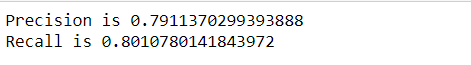 Precision is 0.7911370299393888
Recall is 0.8010780141843972